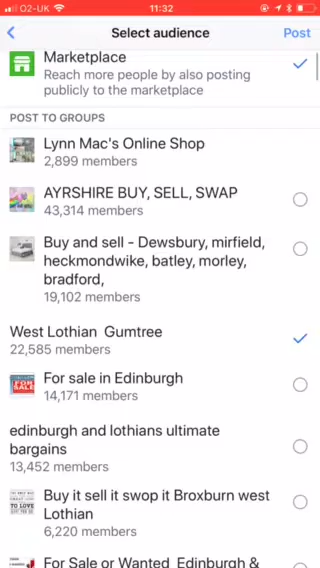 O2-UK 11:32
Select audience Post
Marketplace
Reach more people by also posting
publicly to the marketplace
POST TO GROUPS
Lynn Mac's Online Shop
2,899 members
AYRSHIRE BUY, SELL, SWAP
43,314 members
Buy and sell - Dewsbury, mirfield,
heckmondwike, batley, morley,
bradford,
19,102 members
West Lothian Gumtree
22,585 members
FOR
SALE
For sale in Edinburgh
14,171 members
edinburgh and lothians ultimate
bargains
13,452 members
TO LOVE
Buy it sell it swop it Broxburn west
Lothian
6,220 members
For Sale or Wanted Edinburgh &